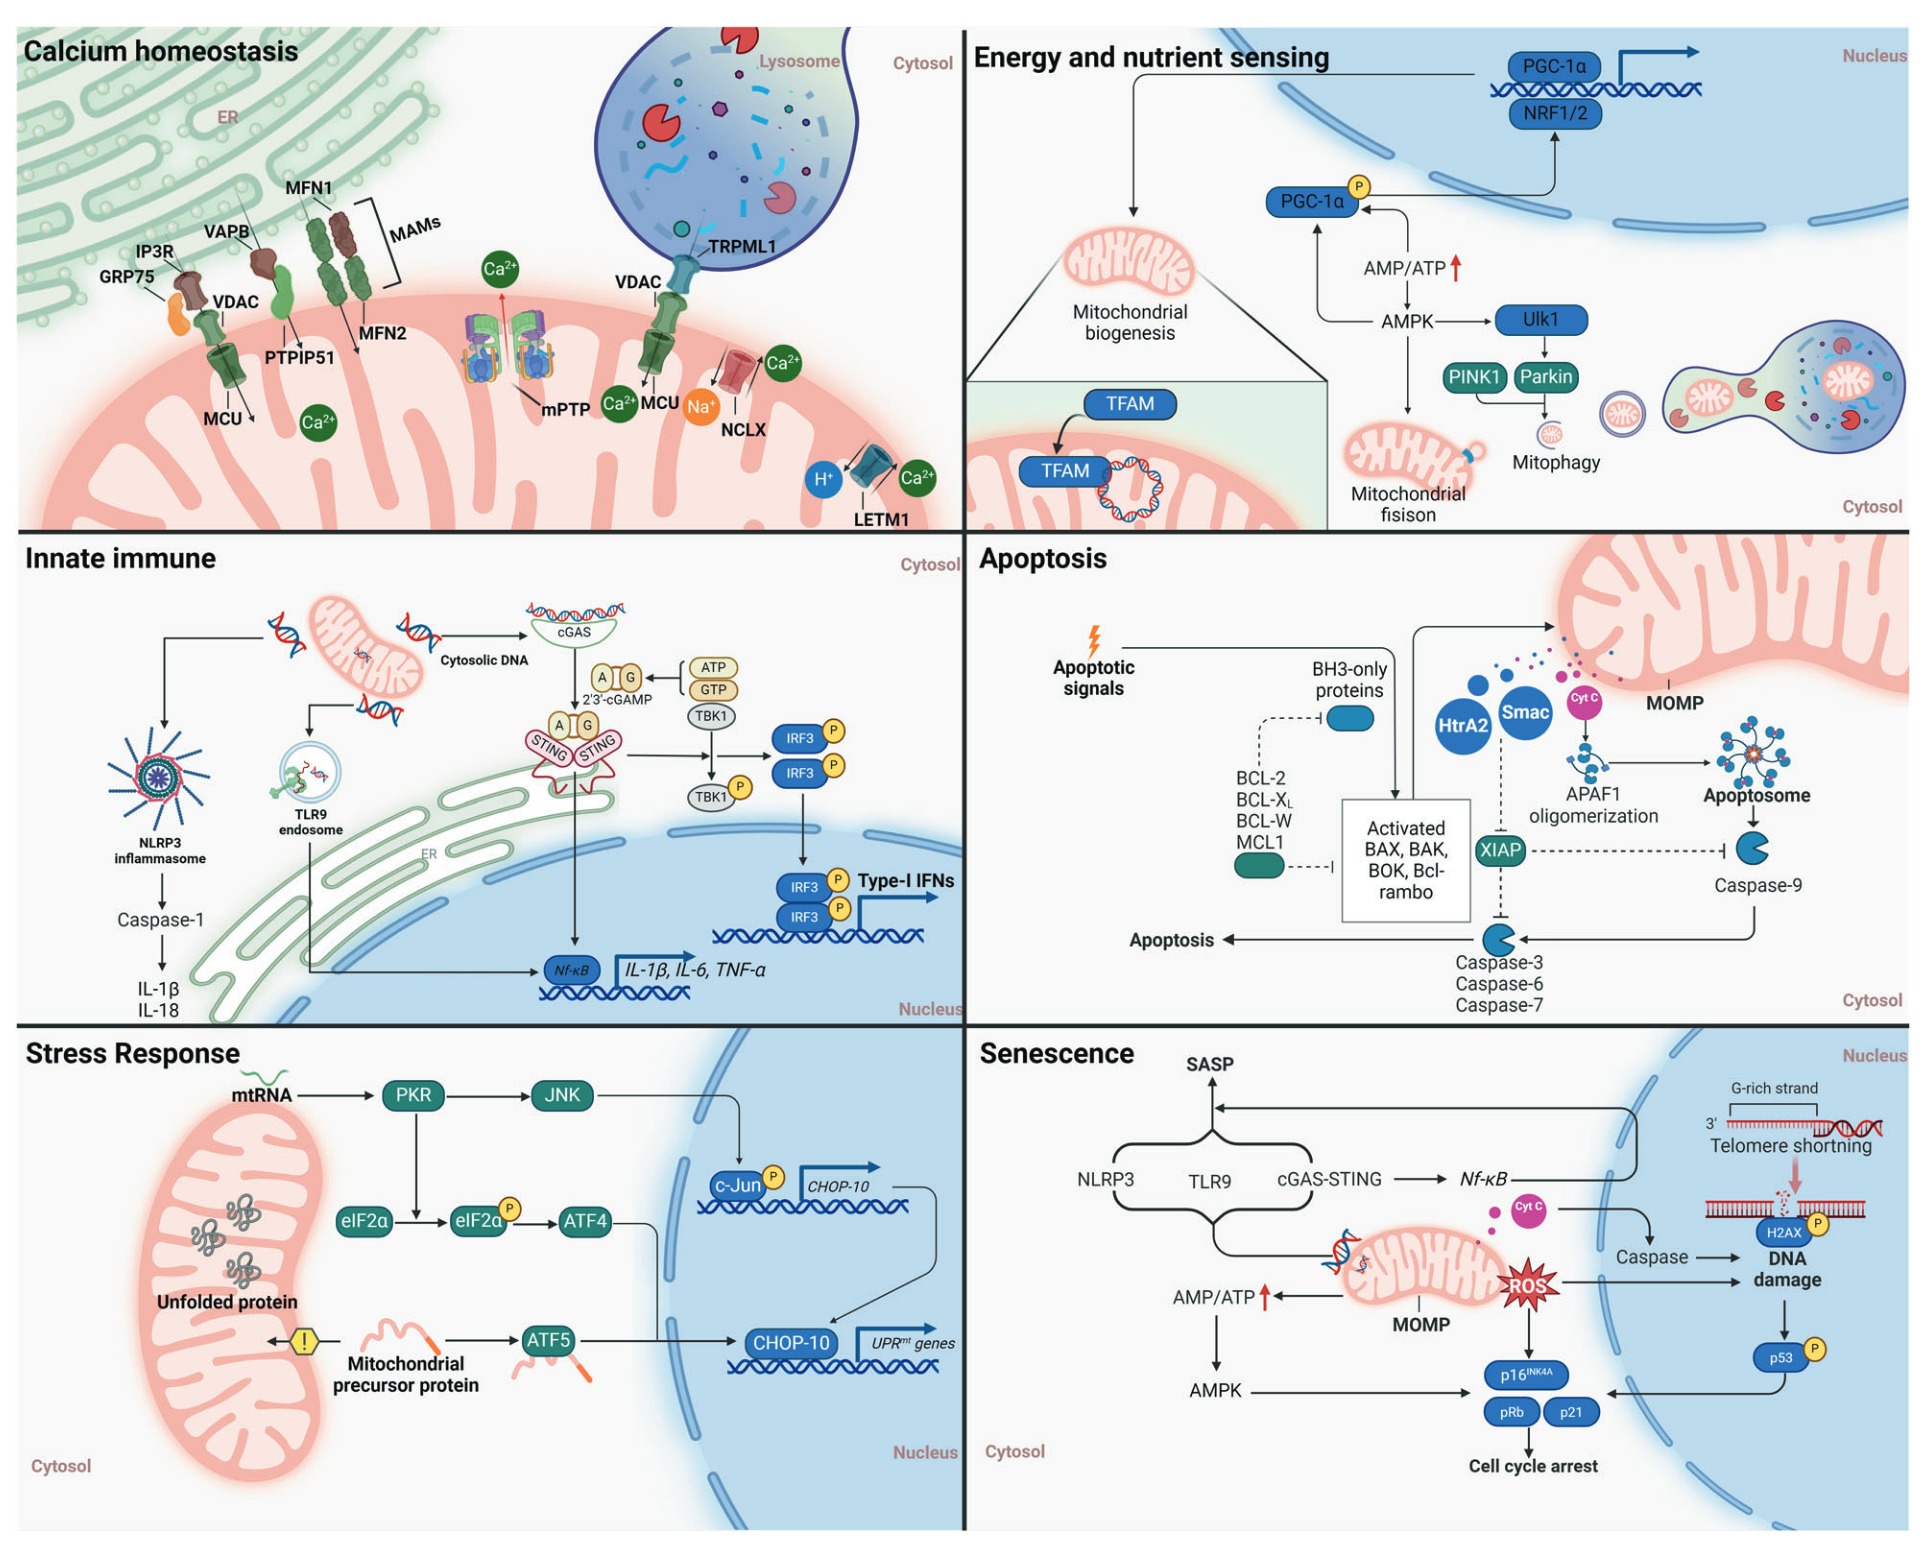 Calcium homeostasis
Lysosome
Cytosol
ER
MFN1
MAMs
VAPB
IP3R
GRP75
VDAC
MFN2
PTPIP51
MCU
Ca2+
Ca2+
mPTP
TRPML1
VDAC
Ca2+
MCU
Na+
Ca2+
NCLX
H+
Ca2+
LETM1
Energy and nutrient sensing
Nucleus
PGC-1α
NRF1/2
P
PGC-1α
AMP/ATP
AMPK
Ulk1
PINK1
Parkin
Mitophagy
Mitochondrial
biogenesis
TFAM
TFAM
Mitochondrial
fisison
Cytosol
Innate immune
Cytosol
cGAS
Cytosolic DNA
A G
2'3'-cGAMP
ATP
GTP
TBK1
A G
STING STING
TBK1
P
IRF3
P
IRF3
P
NLRP3
inflammasome
TLR9
endosome
ER
Caspase-1
IL-1β
IL-18
IRF3
P
IRF3
P
Type-I IFNs
Nf-κB
IL-1β, IL-6, TNF-α
Nucleus
Apoptosis
Apoptotic
signals
BH3-only
proteins
HtrA2
Smac
Cyt C
MOMP
BCL-2
BCL-XL
BCL-W
MCL1
Activated
BAX, BAK,
BOK, Bcl-
rambo
APAF1
oligomerization
Apoptosome
XIAP
Caspase-9
Apoptosis
Caspase-3
Caspase-6
Caspase-7
Cytosol
Stress Response
mtRNA
PKR
JNK
c-Jun
P
CHOP-10
eIF2α
eIF2α
P
ATF4
Unfolded protein
!
Mitochondrial
precursor protein
ATF5
CHOP-10
UPRmt genes
Cytosol
Nucleus
Senescence
Nucleus
SASP
NLRP3
TLR9
cGAS-STING
Nf-κB
Cyt C
G-rich strand
3'
Telomere shortning
H2AX
P
Caspase
DNA
damage
ROS
AMP/ATP
MOMP
AMPK
p16INK4A
pRb
p21
p53
P
Cell cycle arrest
Cytosol